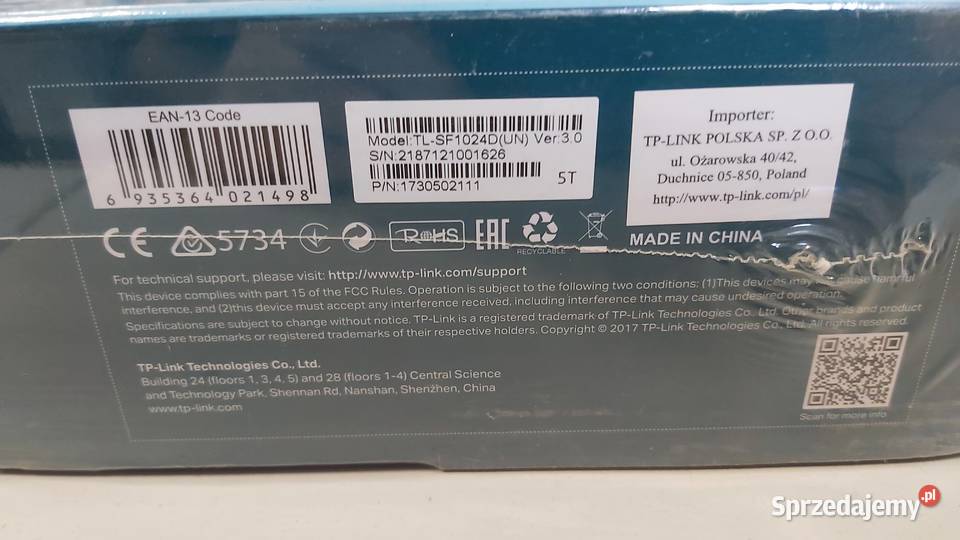 EAN-13 Code
6 935364 021498
Model:TL-SF1024D(UN) Ver:3.0
S/N:2187121001626
P/N:1730502111
5T
Importer:
TP-LINK POLSKA SP. Z O.O.
ul. Ożarowska 40/42,
Duchnice 05-850, Poland
http://www.tp-link.com/pl/
CE 5734 RoHS EAC
RECYCLABLE
MADE IN CHINA
For technical support, please visit: http://www.tp-link.com/support
This device complies with part 15 of the FCC Rules. Operation is subject to the following two conditions: (1)This devices may not cause harmful
interference, and (2)this device must accept any interference received, including interference that may cause undesired operation.
Specifications are subject to change without notice. TP-Link is a registered trademark of TP-Link Technologies Co., Ltd. Other brands and product
names are trademarks or registered trademarks of their respective holders. Copyright © 2017 TP-Link Technologies Co., Ltd. All rights reserved.
TP-Link Technologies Co., Ltd.
Building 24 (floors 1, 3, 4, 5) and 28 (floors 1-4) Central Science
and Technology Park, Shennan Rd, Nanshan, Shenzhen, China
www.tp-link.com
Scan for more info
Sprzedajemy.pl